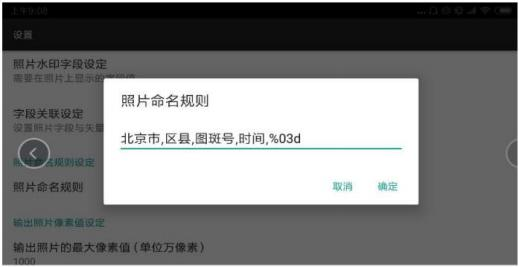 上午9:08
设置
照片水印字段设定
需要在照片上显示的字段值
字段关联设定
设置照片字段与矢量
照片命名规则设定
照片命名规则
输出照片像素值设定
输出照片的最大像素值(单位万像素)
1000
照片命名规则
北京市,区县,图斑号,时间,%03d
取消
确定